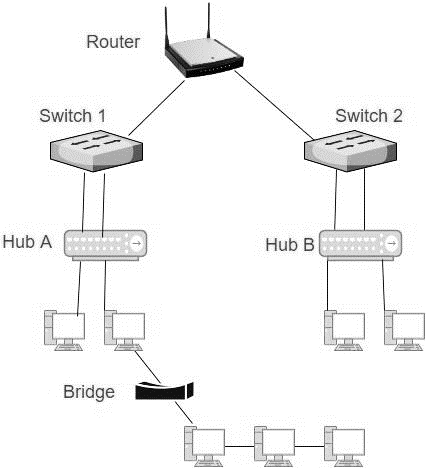 Router
Switch 1
Switch 2
Hub A
Hub B
Bridge